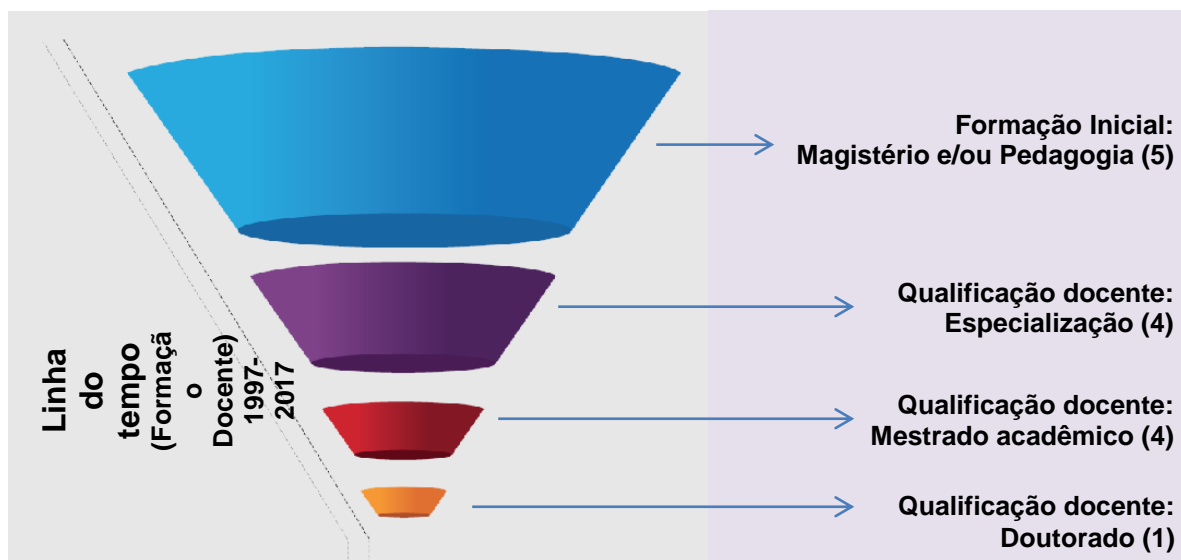 Formação Inicial:
Magistério e/ou Pedagogia (5)
Qualificação docente:
Especialização (4)
Qualificação docente:
Mestrado acadêmico (4)
Qualificação docente:
Doutorado (1)
Linha
do
tempo
(Formaçã
o
Docente)
1997-
2017